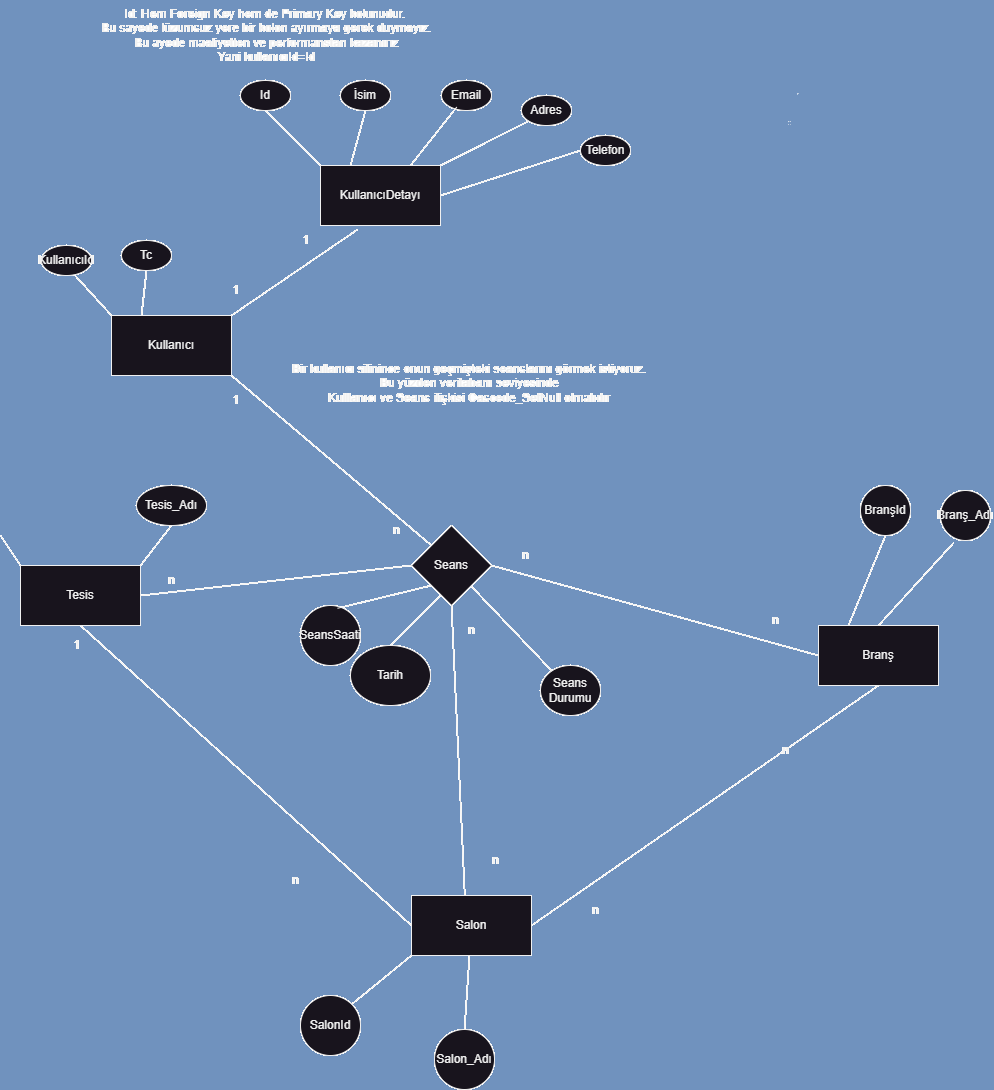 Id: Hem Foreign Key hem de Primary Key kolonudur.
Bu sayede lüzumsuz yere bir kolon ayırmaya gerek duymayız.
Bu ayede maaliyetten ve performanstan kazanırız
Yani kullanıcıId=Id
Id
İsim
Email
Adres
Telefon
KullanıcıDetayı
1
KullanıcıId
Tc
1
Kullanıcı
Bir kullanıcı silinince onun geçmişteki seanslarını görmek istiyoruz.
Bu yüzden veritabanı seviyesinde
Kullanıcı ve Seans ilişkisi Cascade_SetNull olmalıdır
1
Tesis_Adı
BranşId
Branş_Adı
n
n
Seans
n
Tesis
n
n
Branş
1
SeansSaati
Tarih
Seans
Durumu
n
n
n
n
n
Salon
SalonId
Salon_Adı